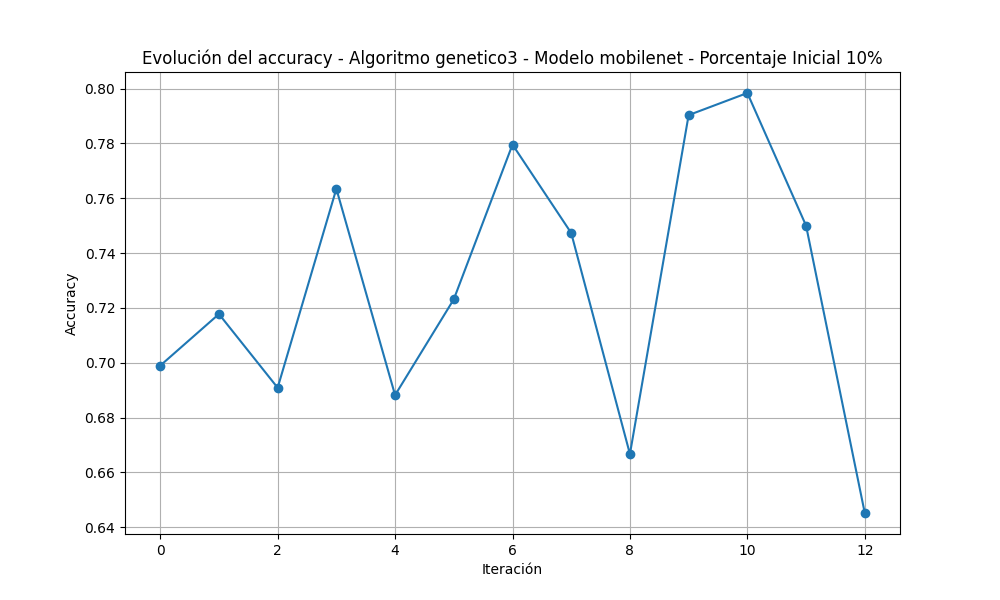 Evolución del accuracy - Algoritmo genetico3 - Modelo mobilenet - Porcentaje Inicial 10%
0.80
0.78
0.76
0.74
0.72
0.70
0.68
0.66
0.64
Accuracy
0 2 4 6 8 10 12
Iteración